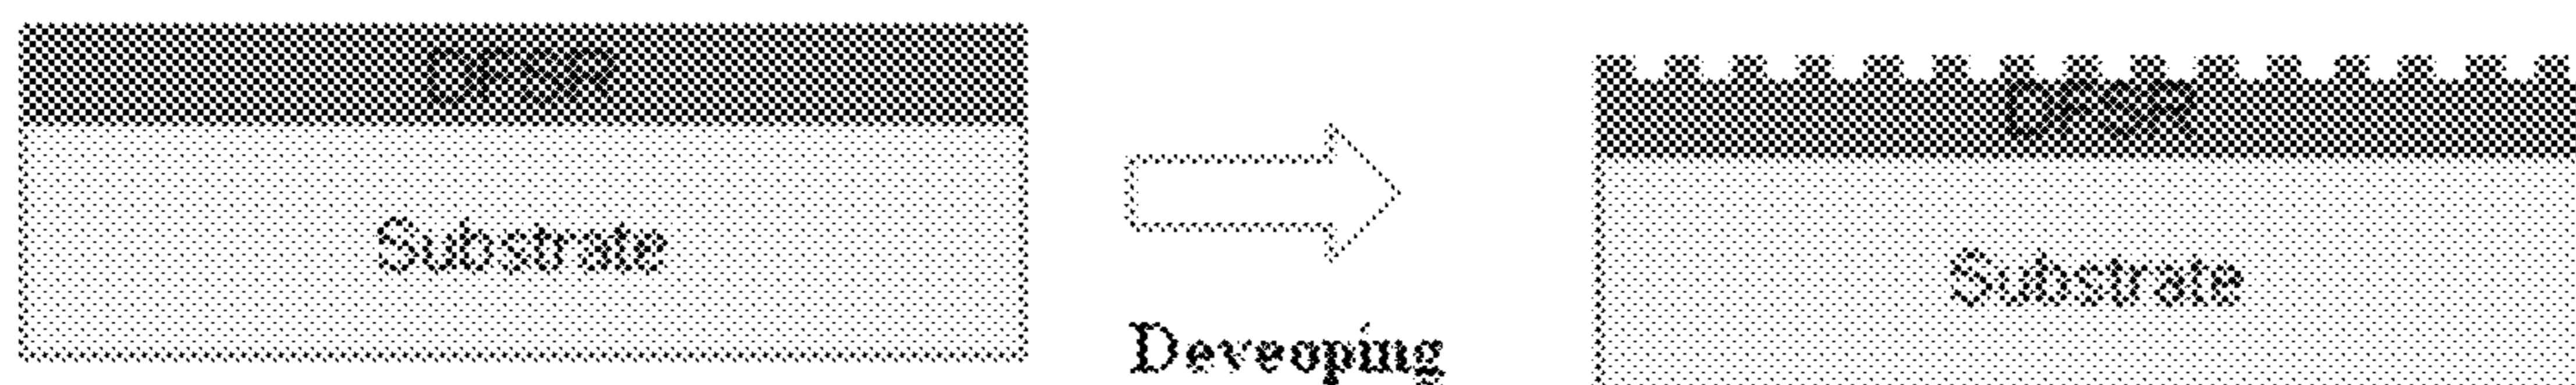 DFSR
DFSR
Substrate
Substrate
Deveoping